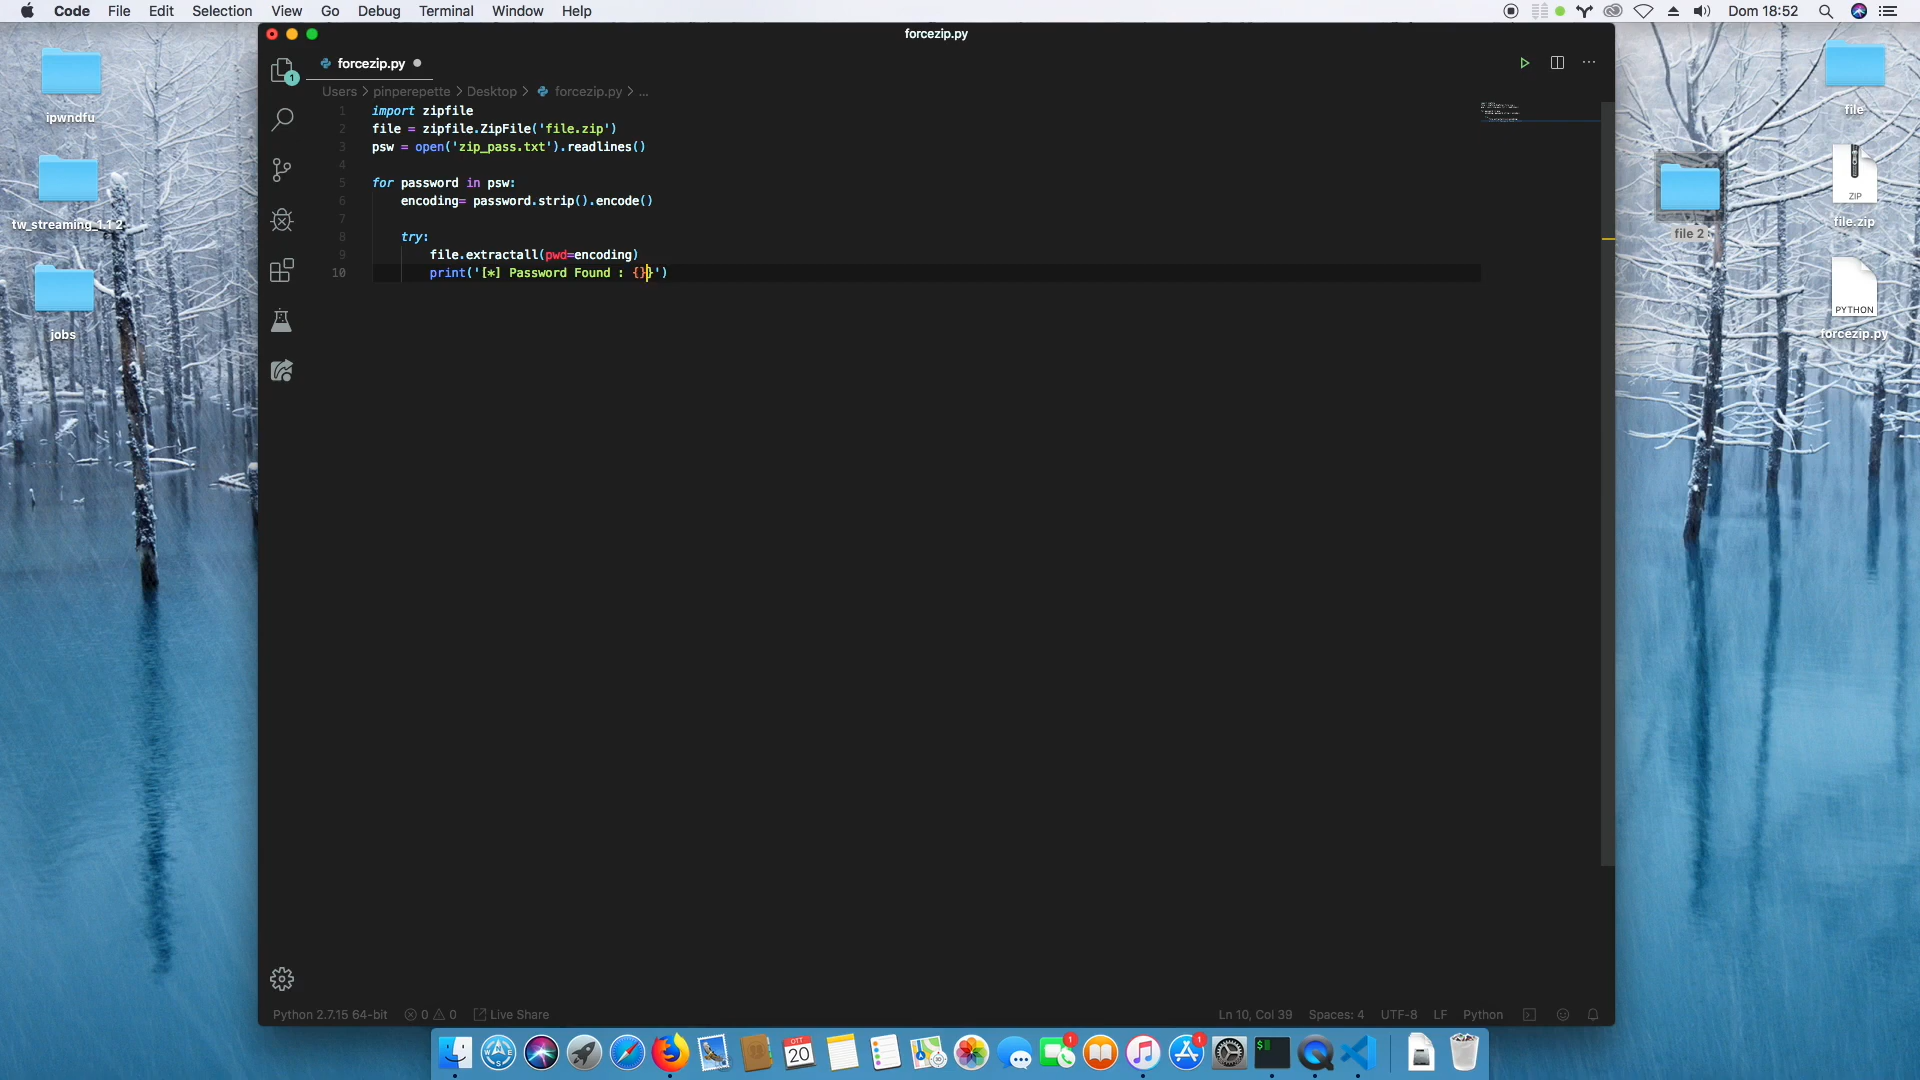 Code File Edit Selection View Go Debug Terminal Window Help
Dom 18:52
forcezip.py
forcezip.py
1
Users > pinperepette > Desktop > forcezip.py > ...
1 import zipfile
2 file = zipfile.ZipFile('file.zip')
3 psw = open('zip_pass.txt').readlines()
4
5 for password in psw:
6 encoding= password.strip().encode()
7
8 try:
9 file.extractall(pwd=encoding)
10 print('[*] Password Found : {}}')
ipwndfu
tw_streaming_1.1 2
jobs
file
file 2
ZIP
file.zip
PYTHON
forcezip.py
Python 2.7.15 64-bit 0 0 Live Share
Ln 10, Col 39 Spaces: 4 UTF-8 LF Python
OTT
20
1
1
$